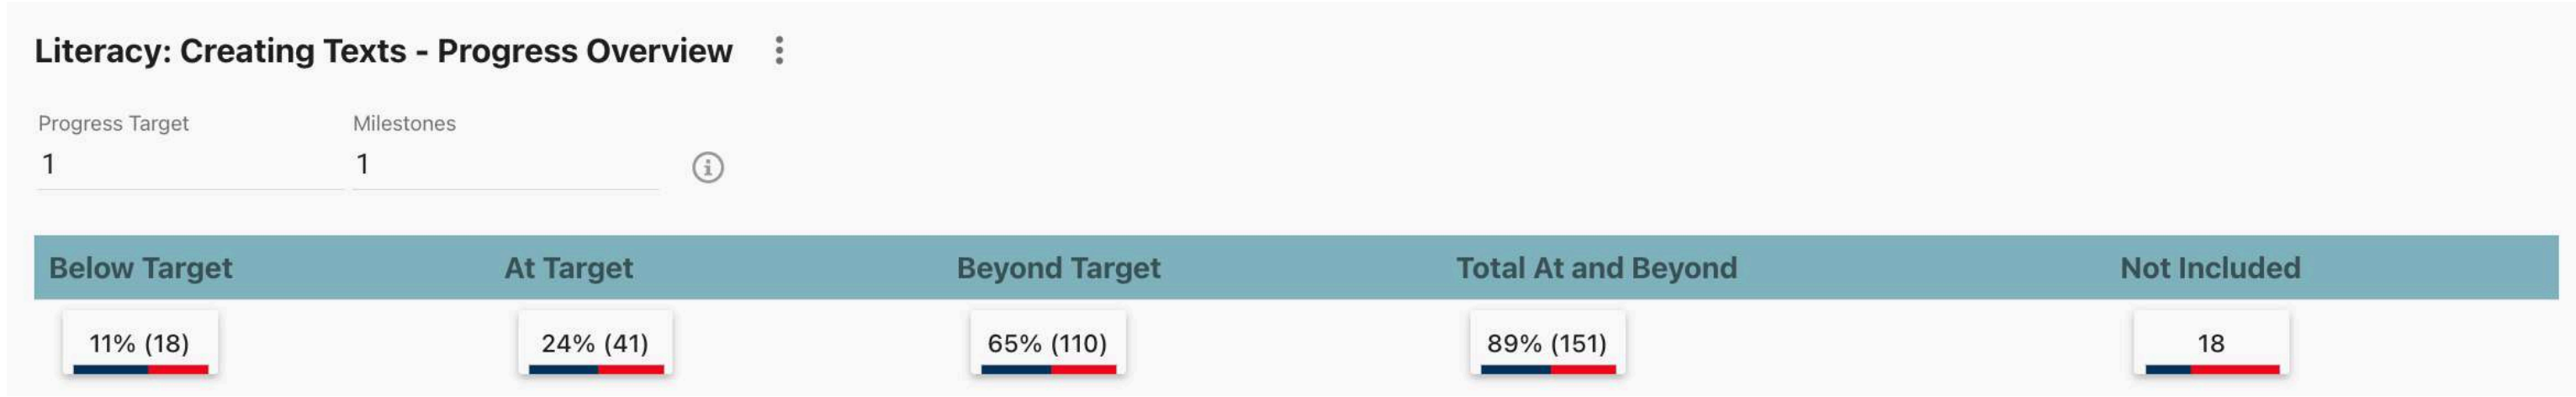 Literacy: Creating Texts - Progress Overview
Progress Target Milestones
1 1
Below Target At Target Beyond Target Total At and Beyond Not Included
11% (18) 24% (41) 65% (110) 89% (151) 18